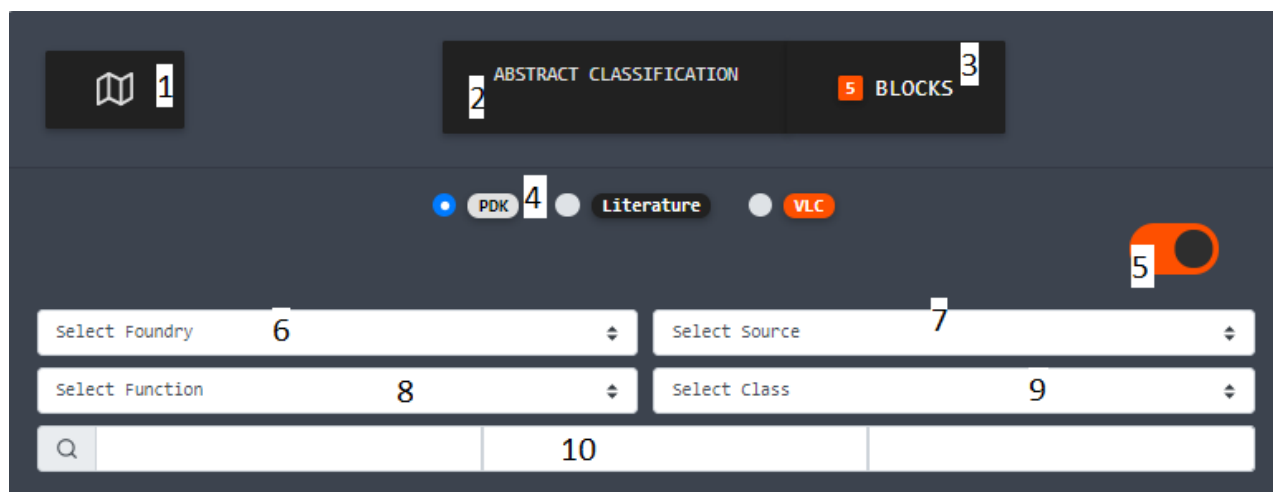 1
2 ABSTRACT CLASSIFICATION
5 BLOCKS 3
PDK 4 Literature VLC
5
Select Foundry 6
Select Source 7
Select Function 8
Select Class 9
10